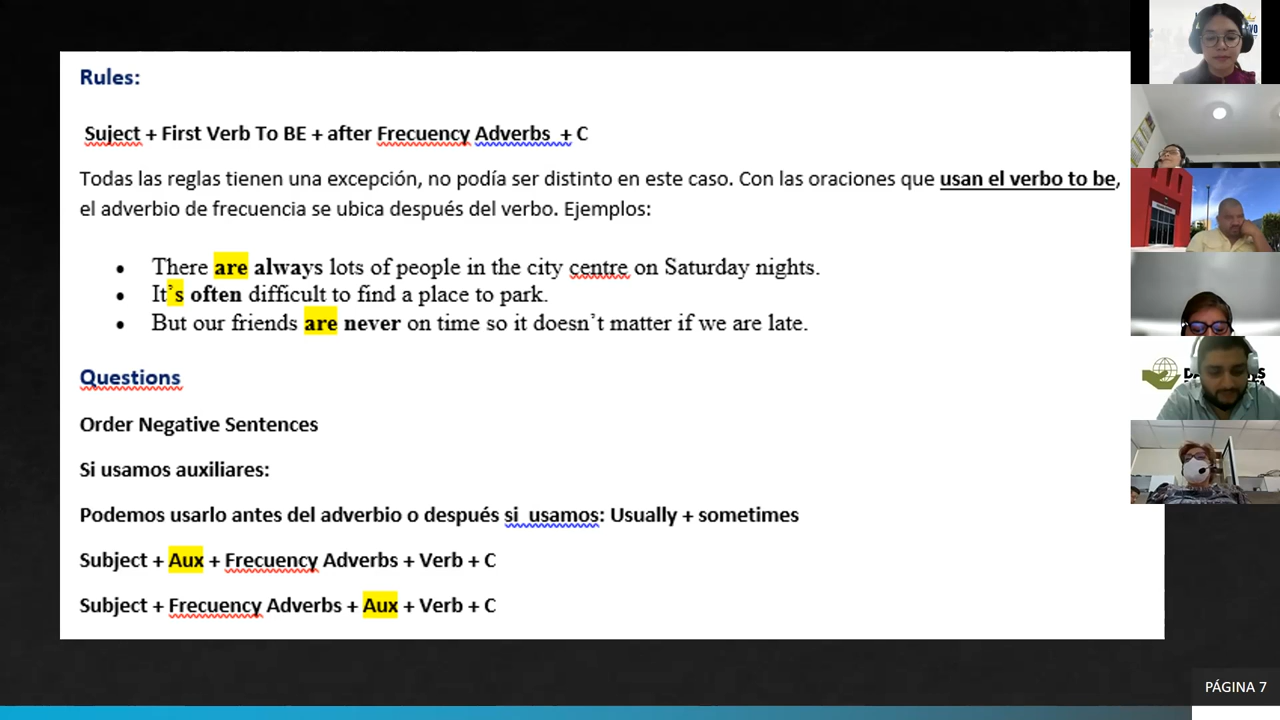 Rules:
Suject + First Verb To BE + after Frecuency Adverbs + C
Todas las reglas tienen una excepción, no podía ser distinto en este caso. Con las oraciones que usan el verbo to be,
el adverbio de frecuencia se ubica después del verbo. Ejemplos:
• There are always lots of people in the city centre on Saturday nights.
• It's often difficult to find a place to park.
• But our friends are never on time so it doesn't matter if we are late.
Questions
Order Negative Sentences
Si usamos auxiliares:
Podemos usarlo antes del adverbio o después si usamos: Usually + sometimes
Subject + Aux + Frecuency Adverbs + Verb + C
Subject + Frecuency Adverbs + Aux + Verb + C
PÁGINA 7